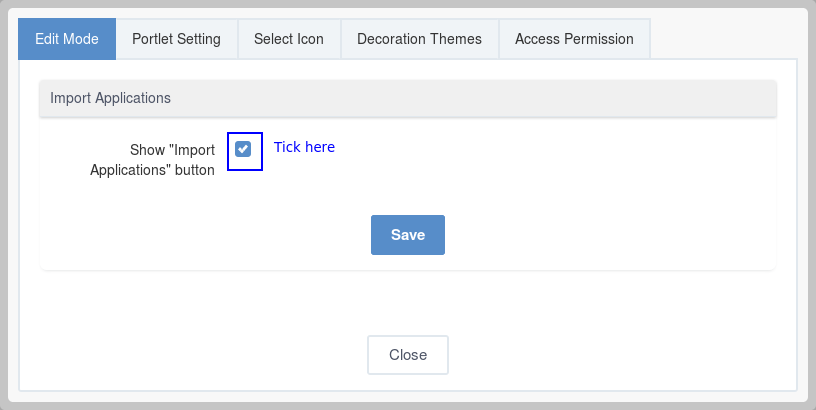 Edit Mode Portlet Setting Select Icon Decoration Themes Access Permission
Import Applications
Show "Import
Applications" button
Tick here
Save
Close